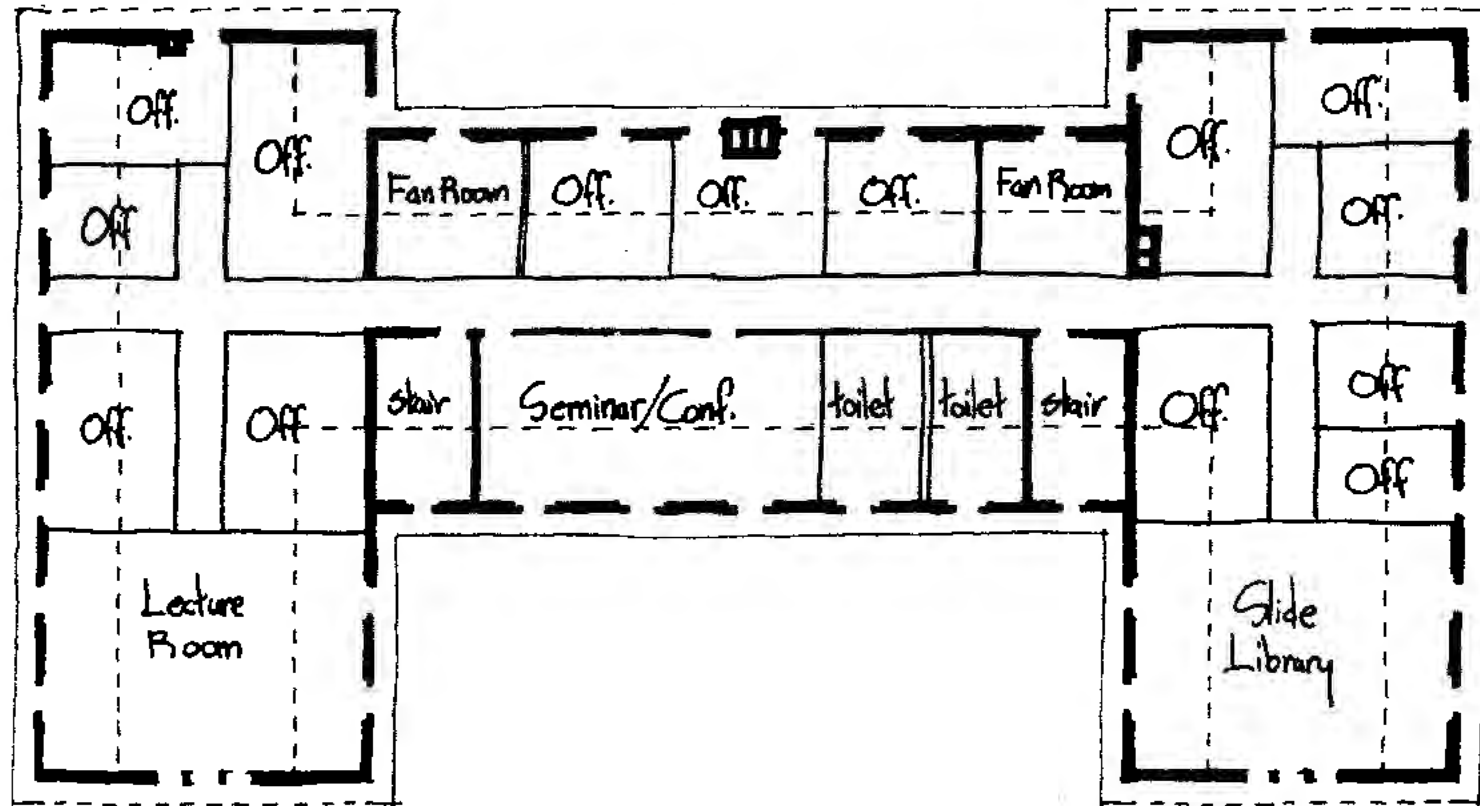 Off.
Off.
Off.
Off.
Off
Fan Room
Off.
Off.
Off.
Fan Room
Off.
Off.
Off
stair
Seminar/Conf.
toilet
toilet
stair
Off.
Off
Off
Lecture
Room
Slide
Library